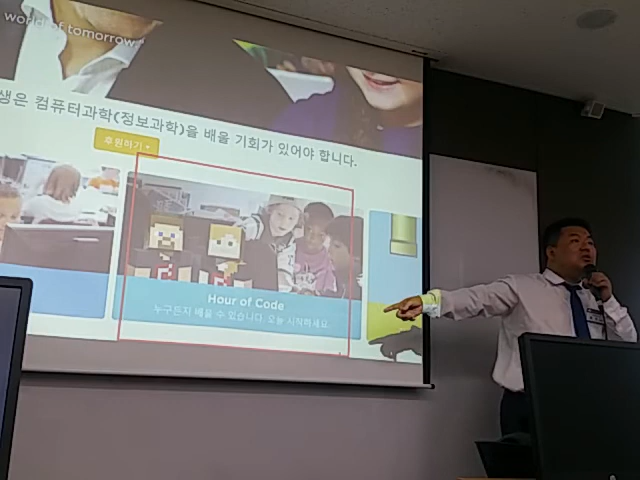 world of tomorrow
생은 컴퓨터과학(정보과학)을 배울 기회가 있어야 합니다.
후원하기
Hour of Code
누구든지 배울 수 있습니다. 오늘 시작하세요.